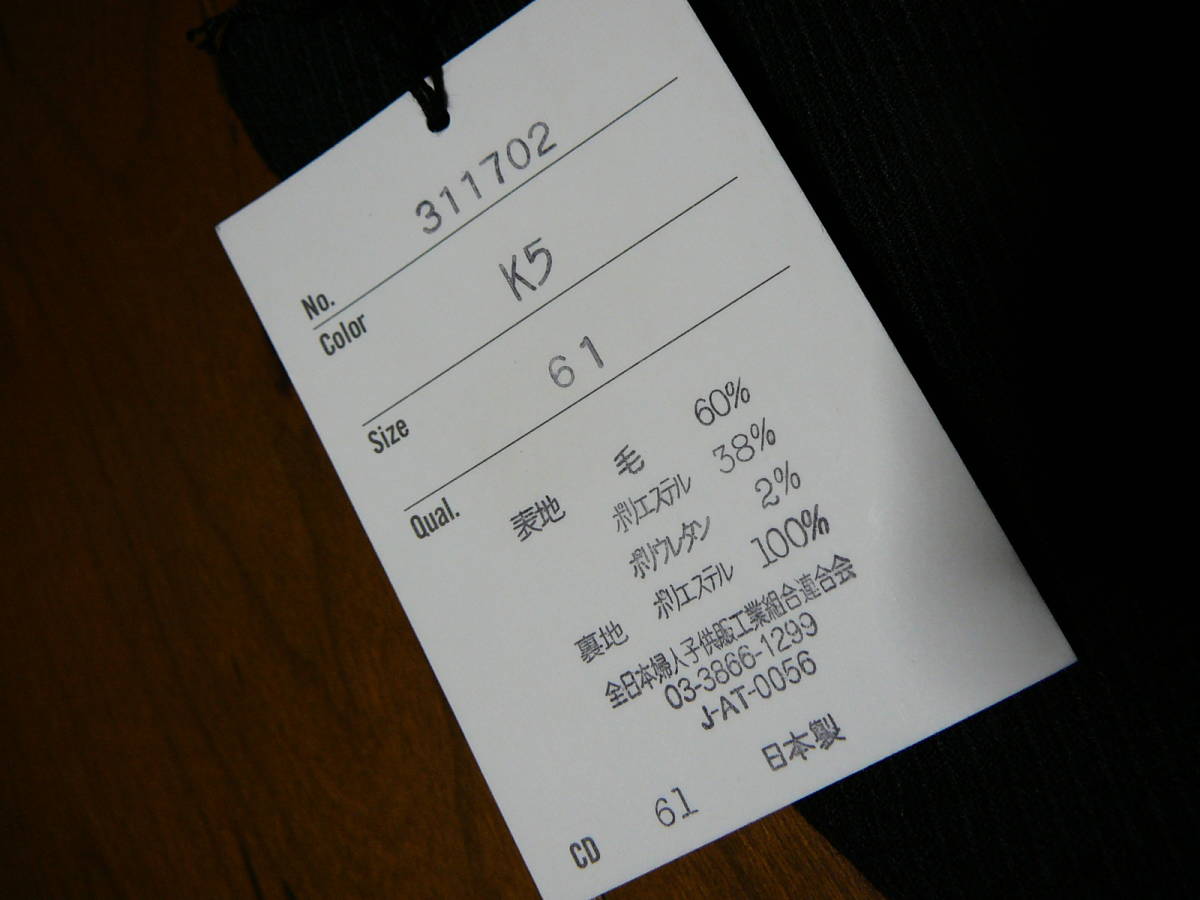 No. 311702
Color K5
Size 61
Qual. 表地 毛 60%
ポリエステル 38%
ポリウレタン 2%
裏地 ポリエステル 100%
全日本婦人子供服工業組合連合会
03-3866-1299
J-AT-0056
日本製
CD 61